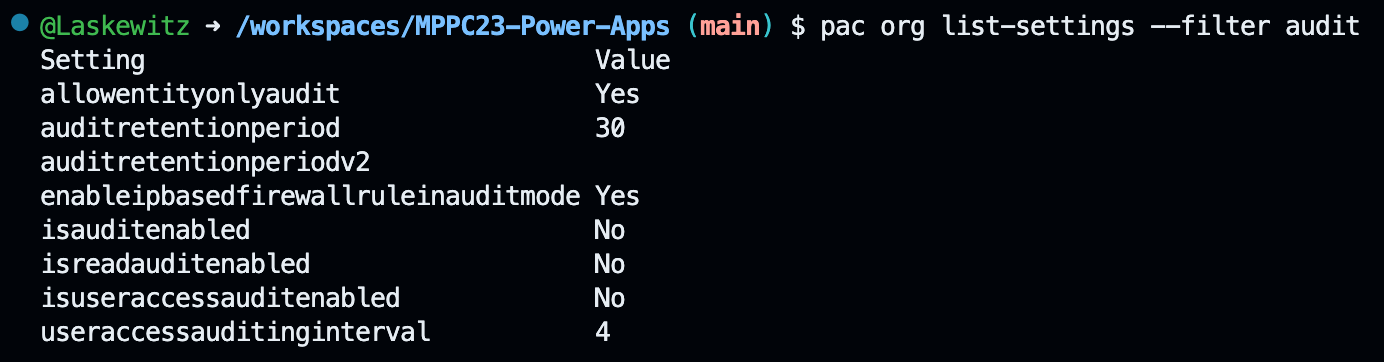 @Laskewitz ➜ /workspaces/MPPC23-Power-Apps (main) $ pac org list-settings --filter audit
Setting Value
allowentityonlyaudit Yes
auditretentionperiod 30
auditretentionperiodv2
enableipbasedfirewallruleinauditmode Yes
isauditenabled No
isreadauditenabled No
isuseraccessauditenabled No
useraccessauditinginterval 4